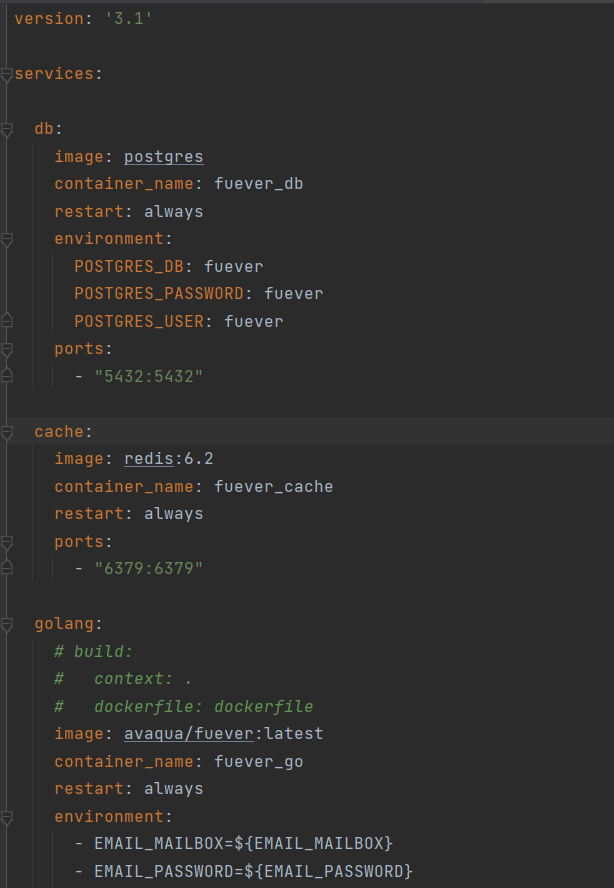 version: '3.1'
services:
db:
image: postgres
container_name: fuever_db
restart: always
environment:
POSTGRES_DB: fuever
POSTGRES_PASSWORD: fuever
POSTGRES_USER: fuever
ports:
- "5432:5432"
cache:
image: redis:6.2
container_name: fuever_cache
restart: always
ports:
- "6379:6379"
golang:
# build:
#   context: .
#   dockerfile: dockerfile
image: avaqua/fuever:latest
container_name: fuever_go
restart: always
environment:
- EMAIL_MAILBOX=${EMAIL_MAILBOX}
- EMAIL_PASSWORD=${EMAIL_PASSWORD}